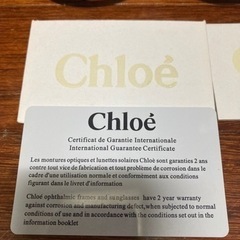 Chloé
Chloé
Certificat de Garantie Internationale
International Guarantee Certificate
Les montures optiques et lunettes solaires Chloé sont garanties 2 ans
contre tout vice de fabrication et tout problème de corrosion dans le
cadre d'une utilisation normale et conformément aux conditions
figurant dans le livret d'information
Chloé ophthalmic frames and sunglasses have 2 year warranty
against corrosion and manufacturing defect, when subjected to normal
conditions of use and in accordance with the conditions set out in the
information booklet